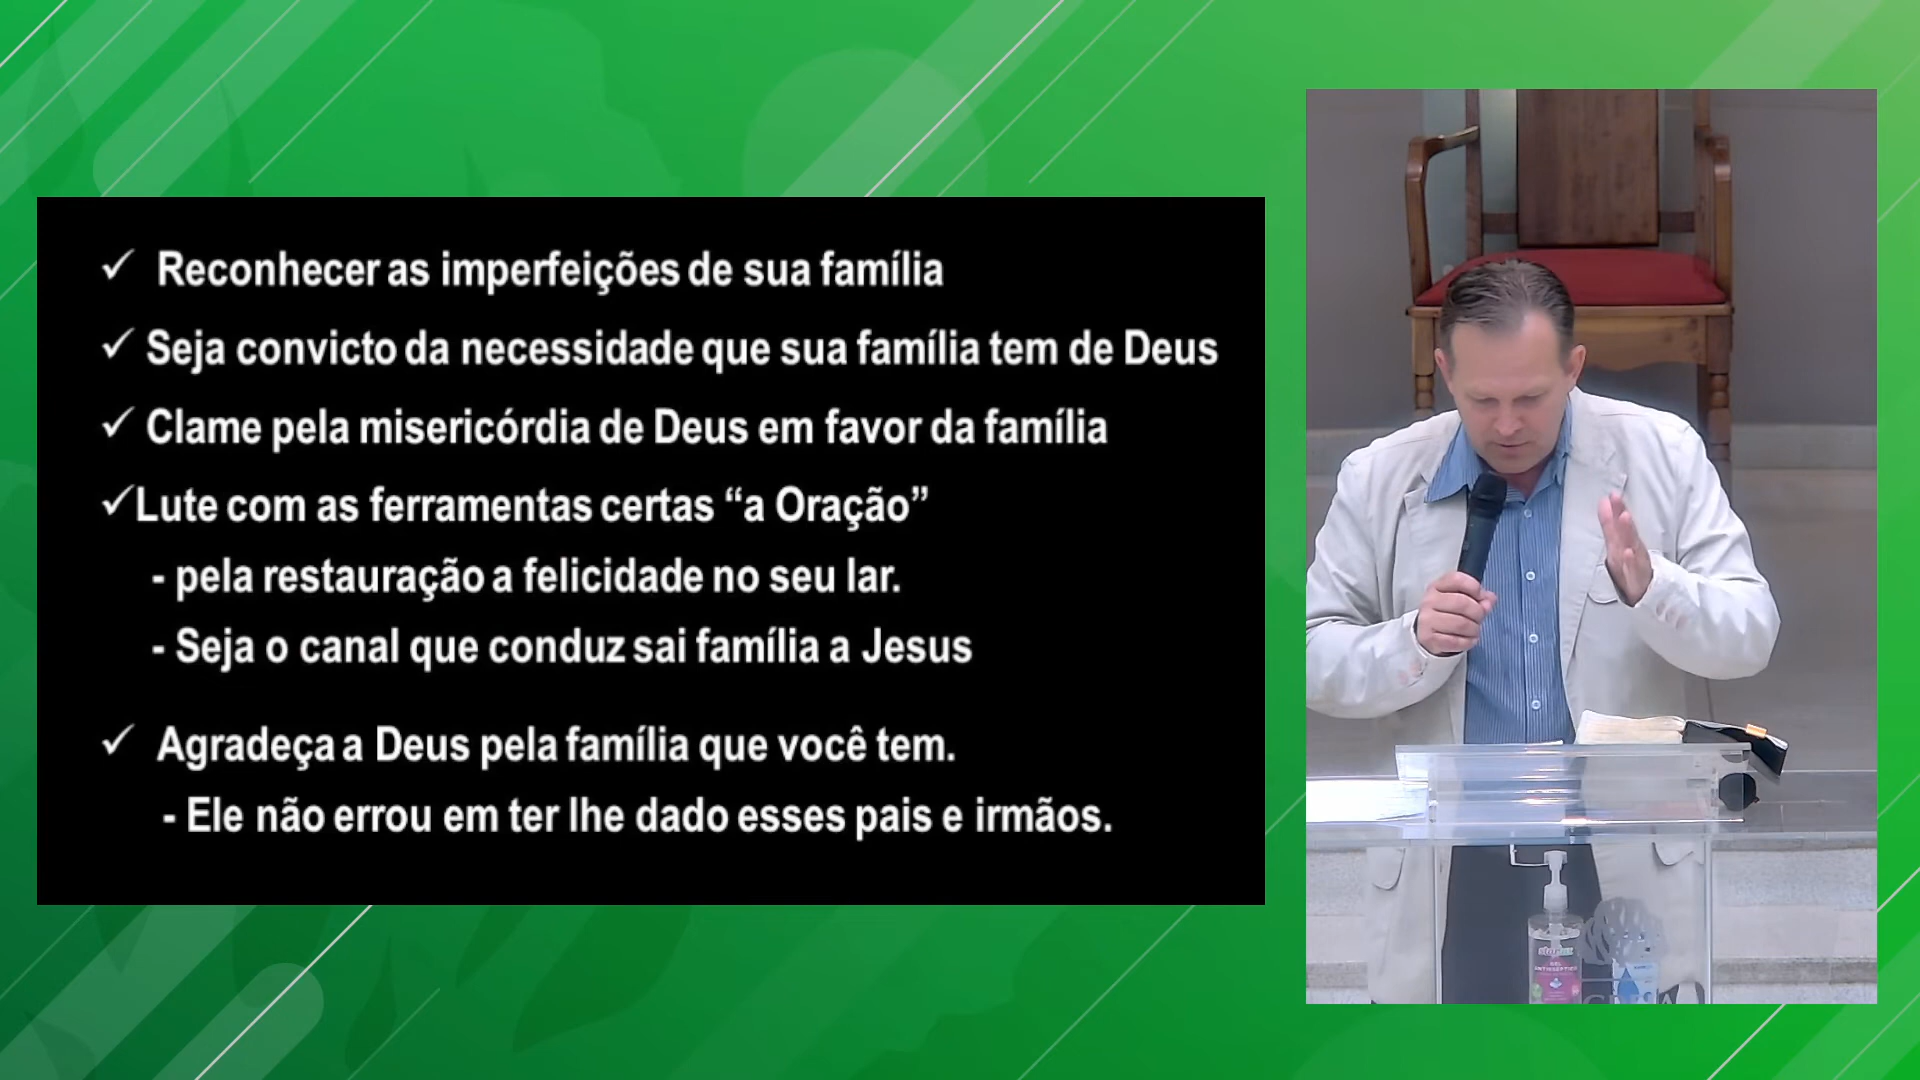 ✓ Reconhecer as imperfeições de sua família
✓ Seja convicto da necessidade que sua família tem de Deus
✓ Clame pela misericórdia de Deus em favor da família
✓Lute com as ferramentas certas “a Oração”
- pela restauração a felicidade no seu lar.
- Seja o canal que conduz sai família a Jesus
✓ Agradeça a Deus pela família que você tem.
- Ele não errou em ter lhe dado esses pais e irmãos.
GEL
ANTISSÉPTICO